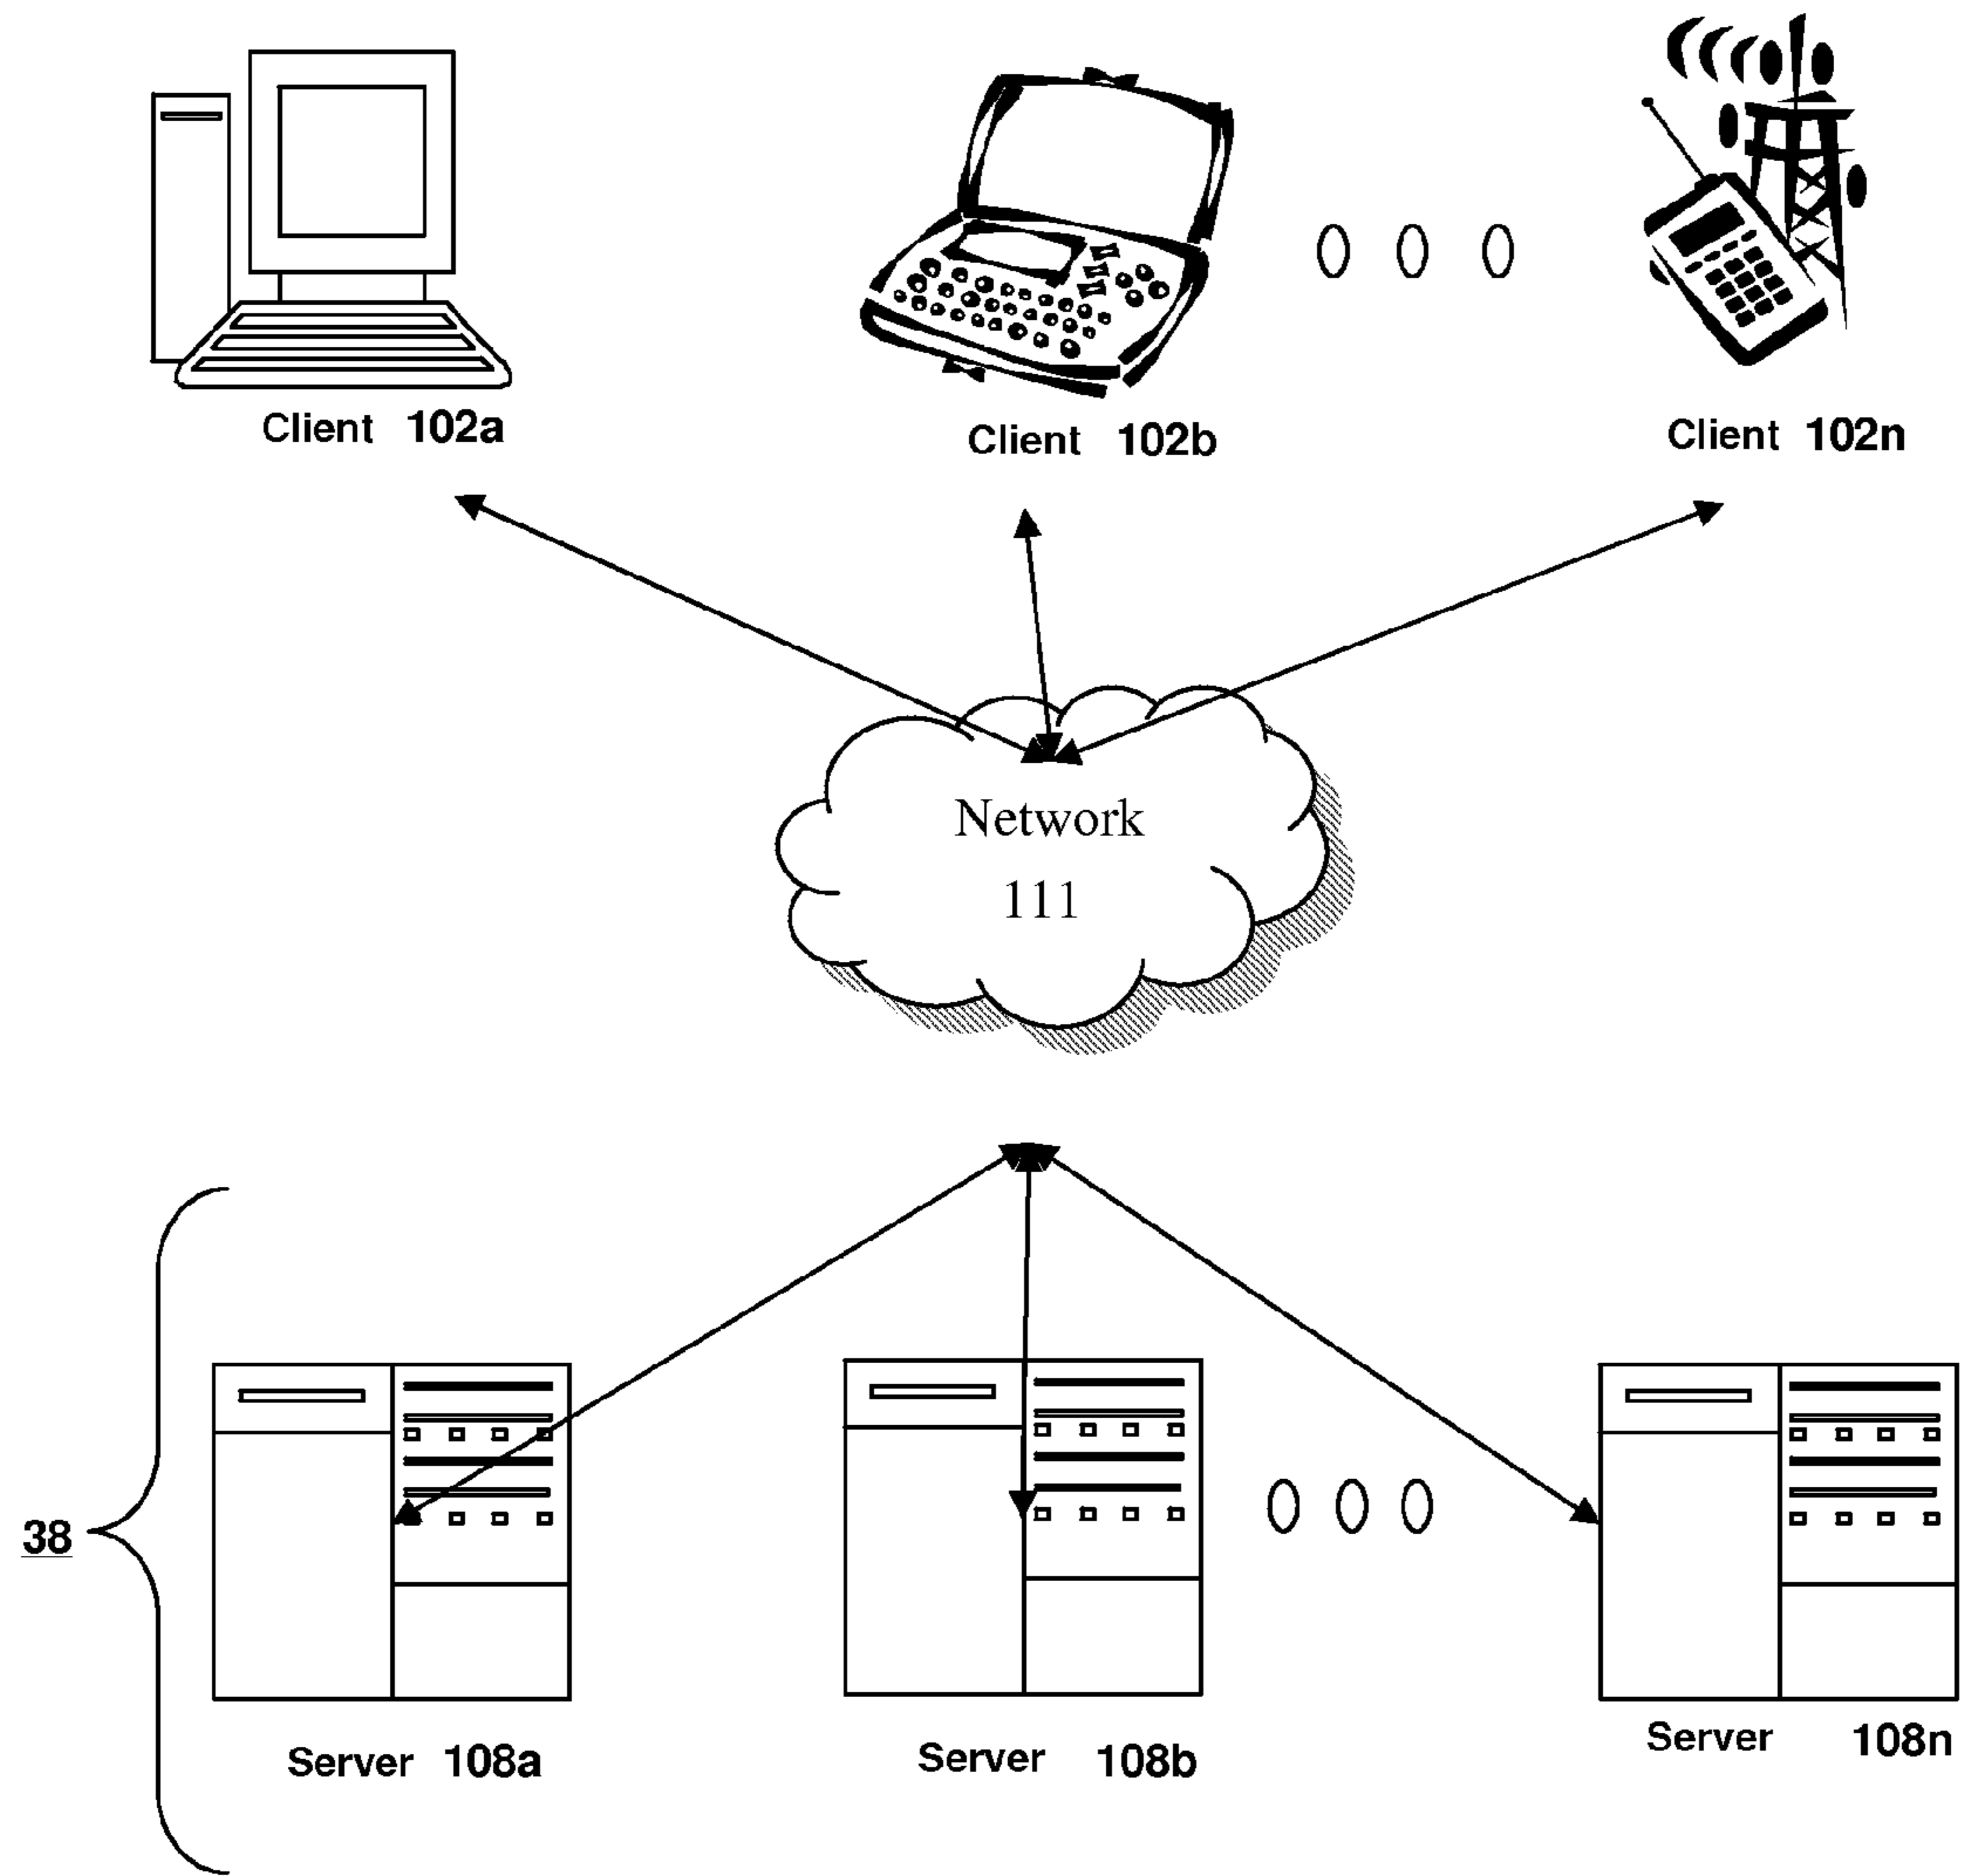 Client 102a
Client 102b
Client 102n
Network
111
38
Server 108a
Server 108b
Server 108n